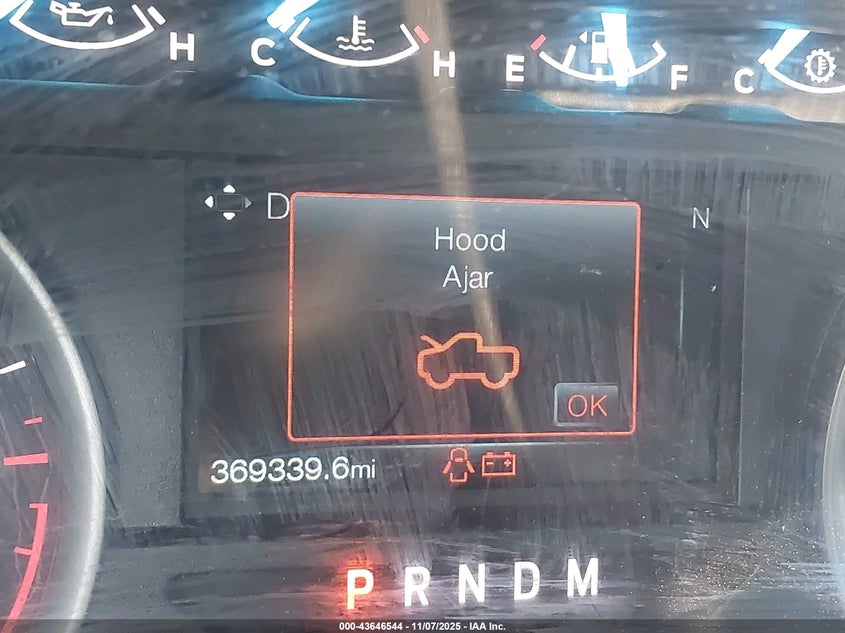 H C H E F C
D
N
Hood
Ajar
OK
369339.6mi
P R N D M
000-43646544 - 11/07/2025 - IAA Inc.